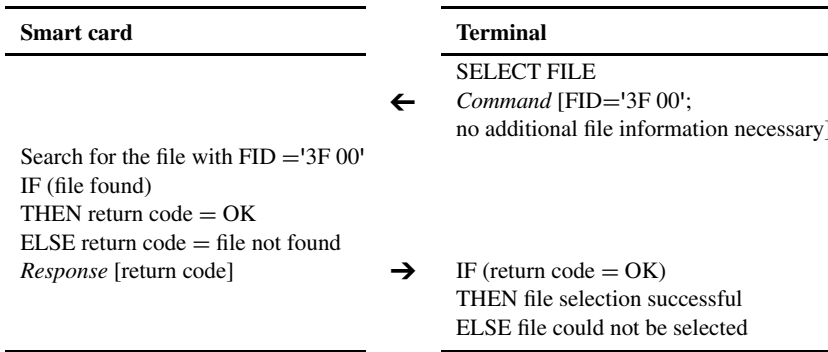 Smart card Terminal
SELECT FILE
← Command [FID='3F 00';
no additional file information necessary]
Search for the file with FID ='3F 00'
IF (file found)
THEN return code = OK
ELSE return code = file not found
Response [return code] → IF (return code = OK)
THEN file selection successful
ELSE file could not be selected